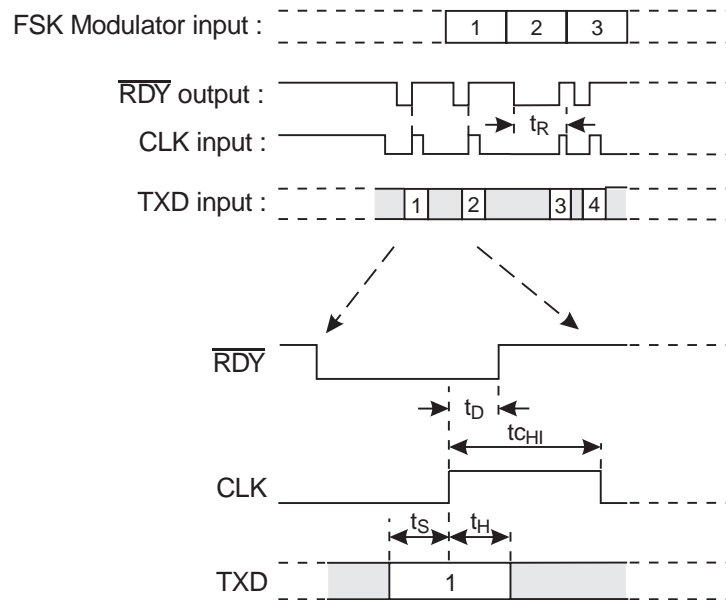 FSK Modulator input :
1 2 3
RDY output :
tR
CLK input :
TXD input :
1 2 3 4
RDY
tD
tcHI
CLK
tS tH
TXD
1